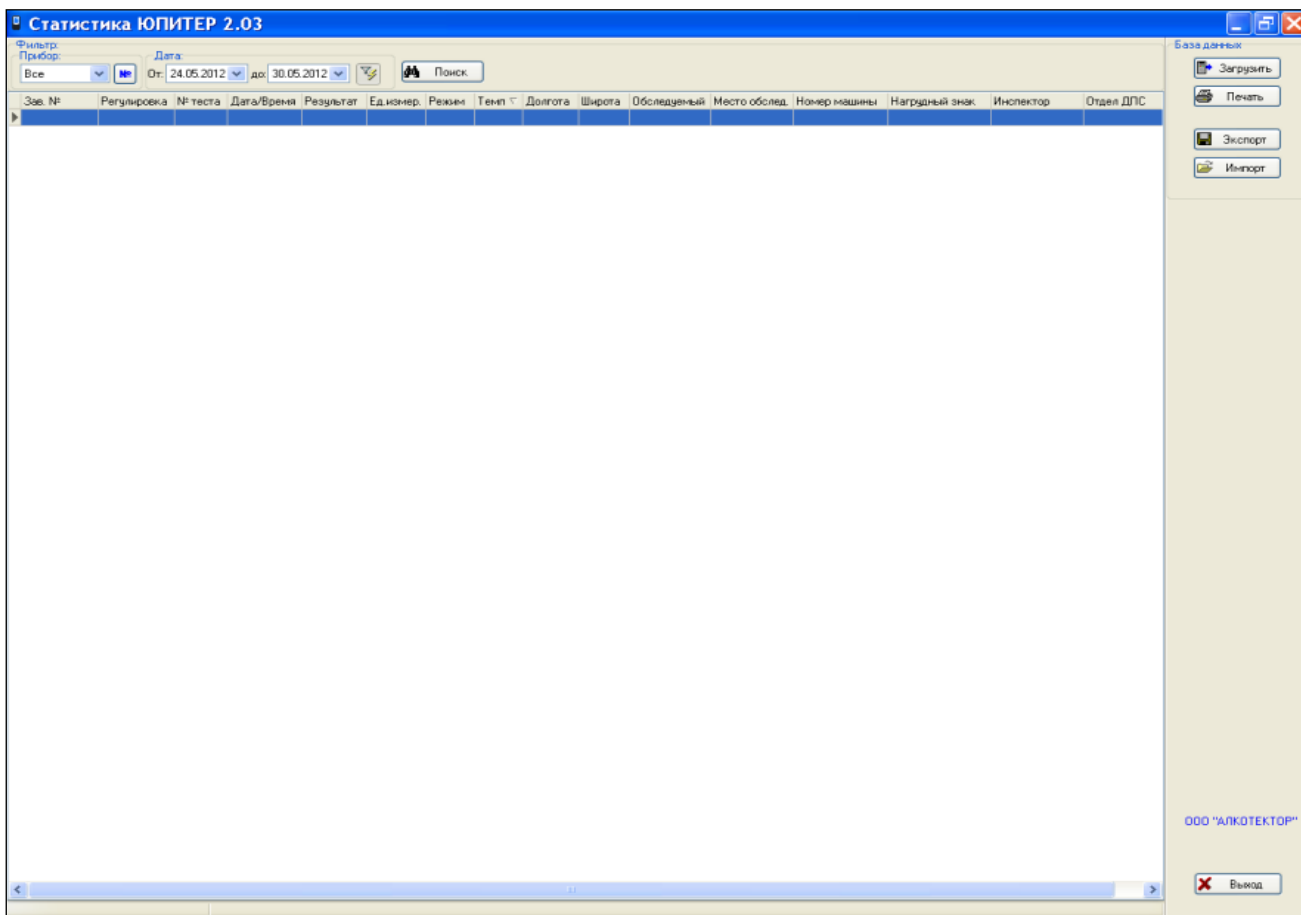 Статистика ЮПИТЕР 2.03
Фильтр:
Прибор:
Дата:
База данных
Все
№
От: 24.05.2012
до: 30.05.2012
Поиск
Загрузить
Зав. № Регулировка № теста Дата/Время Результат Ед.измер. Режим Темп Долгота Широта Обследуемый Место обслед. Номер машины Нагрудный знак Инспектор Отдел ДПС
Печать
Экспорт
Импорт
ООО "АЛКОТЕКТОР"
Выход